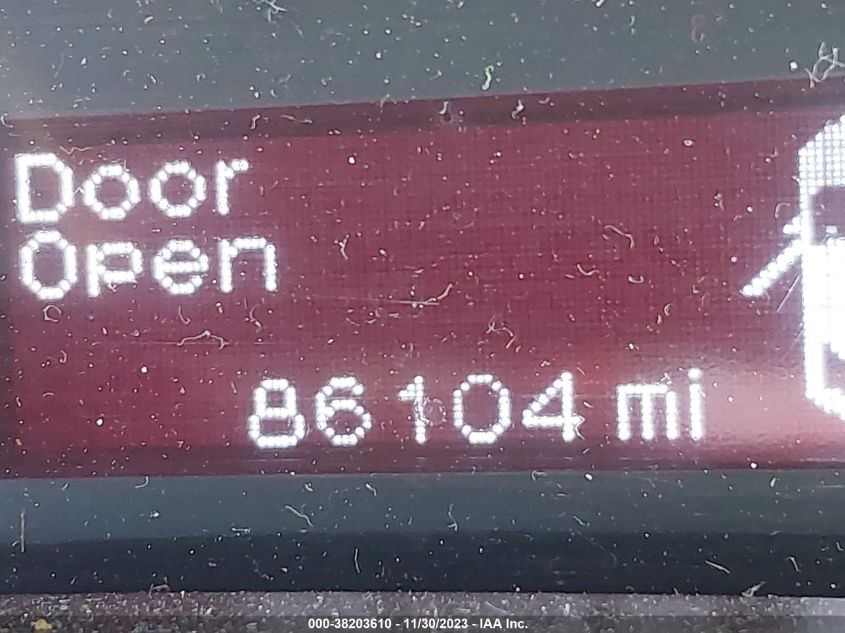 Door
Open
86104 mi
000-38203610 - 11/30/2023 - IAA Inc.